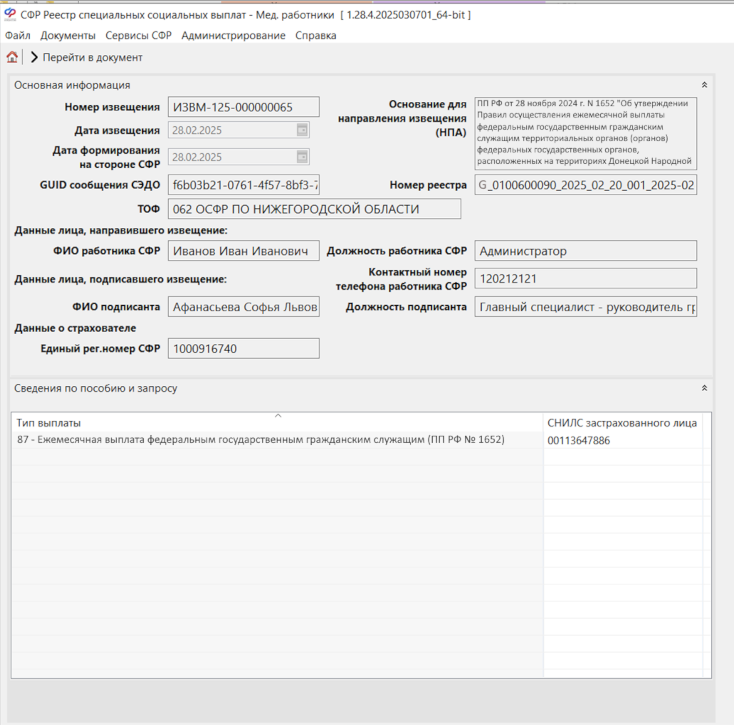 СФР Реестр специальных социальных выплат - Мед. работники [ 1.28.4.2025030701_64-bit ]
Файл Документы Сервисы СФР Администрирование Справка
Перейти в документ
Основная информация
Номер извещения ИЗВМ-125-000000065
Дата извещения 28.02.2025
Дата формирования
на стороне СФР 28.02.2025
GUID сообщения СЭДО f6b03b21-0761-4f57-8bf3-7
ТОФ 062 ОСФР ПО НИЖЕГОРОДСКОЙ ОБЛАСТИ
Основание для
направления извещения
(НПА)
ПП РФ от 28 ноября 2024 г. N 1652 "Об утверждении
Правил осуществления ежемесячной выплаты
федеральным государственным гражданским
служащим территориальных органов (органов)
федеральных государственных органов,
расположенных на территориях Донецкой Народной
Номер реестра G_0100600090_2025_02_20_001_2025-02
Данные лица, направившего извещение:
ФИО работника СФР Иванов Иван Иванович Должность работника СФР Администратор
Данные лица, подписавшего извещение:
Контактный номер
телефона работника СФР 120212121
ФИО подписанта Афанасьева Софья Львов Должность подписанта Главный специалист - руководитель гр
Данные о страхователе
Единый рег.номер СФР 1000916740
Сведения по пособию и запросу
Тип выплаты СНИЛС застрахованного лица
87 - Ежемесячная выплата федеральным государственным гражданским служащим (ПП РФ № 1652) 00113647886